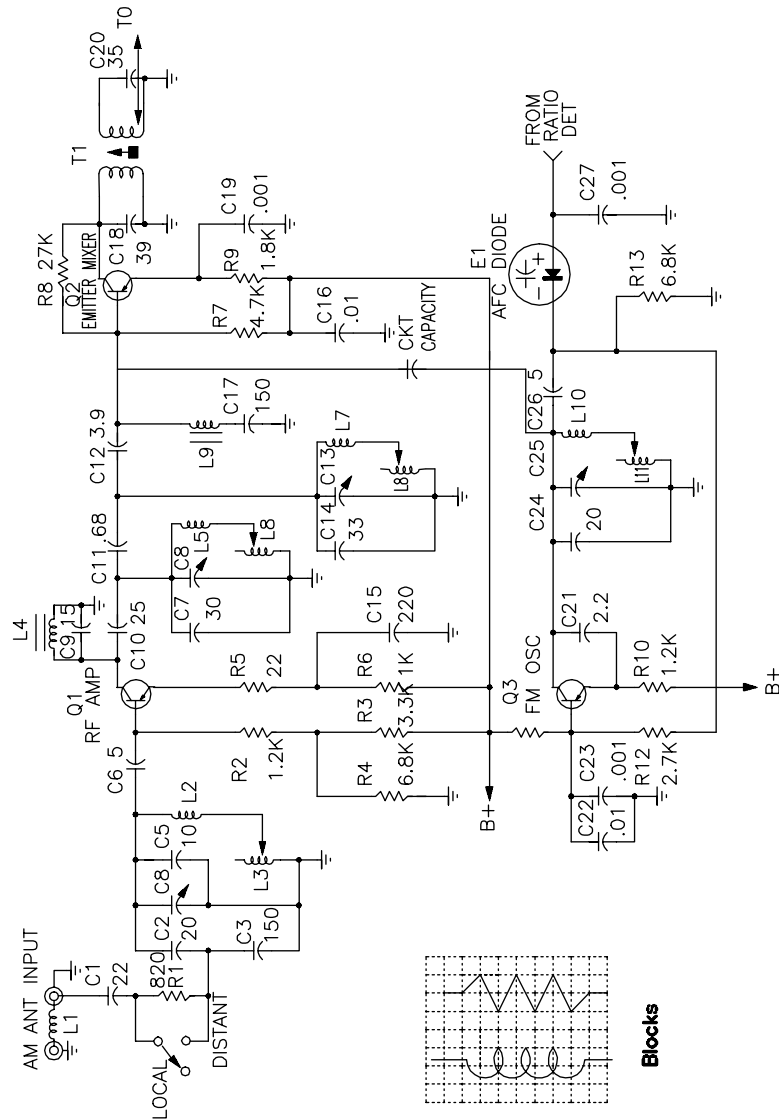 AM ANT INPUT
L1
C1
22
LOCAL
820
R1
DISTANT
C2
20
C8
C5
10
C3
150
L2
L3
C6 5
Q1
RF AMP
R2
1.2K
R5
22
R4
6.8K
R3
3.3K
R6
1K
C15
220
B+
L4
C9 15
C10 25
C7
30
C8
L5
L8
C11 .68
C14
33
C13
L7
L8
C12 3.9
L9
C17
150
R8 27K
Q2
EMITTER MIXER
C18
39
T1
C20
35
TO
R7
4.7K
R9
1.8K
C19
.001
C16
.01
CKT
CAPACITY
Q3
FM OSC
C21
2.2
C22
.01
C23
.001
R12
2.7K
R10
1.2K
B+
C24
20
C25
L10
L11
C26 5
E1
AFC DIODE
− +
R13
6.8K
C27
.001
FROM
RATIO
DET
Blocks